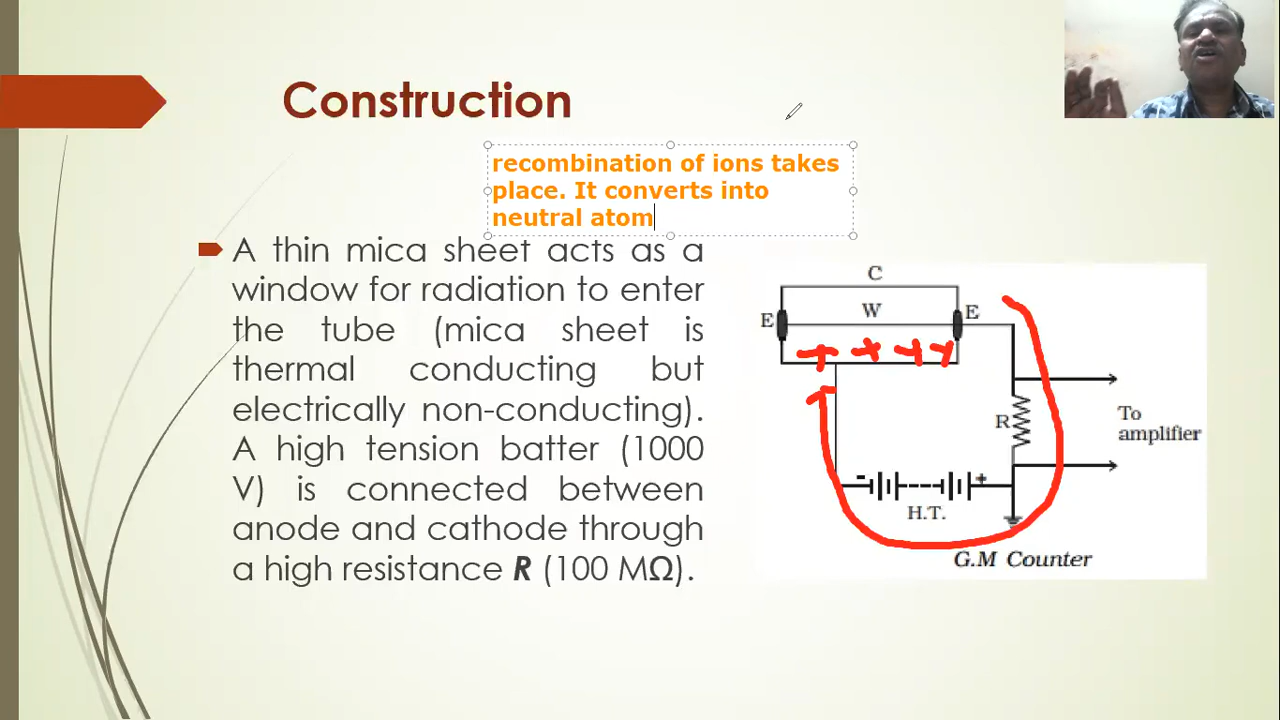 Construction
recombination of ions takes
place. It converts into
neutral atom
A thin mica sheet acts as a
window for radiation to enter
the tube (mica sheet is
thermal conducting but
electrically non-conducting).
A high tension batter (1000
V) is connected between
anode and cathode through
a high resistance R (100 MΩ).
C
W
E
E
+ + + +
R
To
amplifier
- +
H.T.
G.M Counter